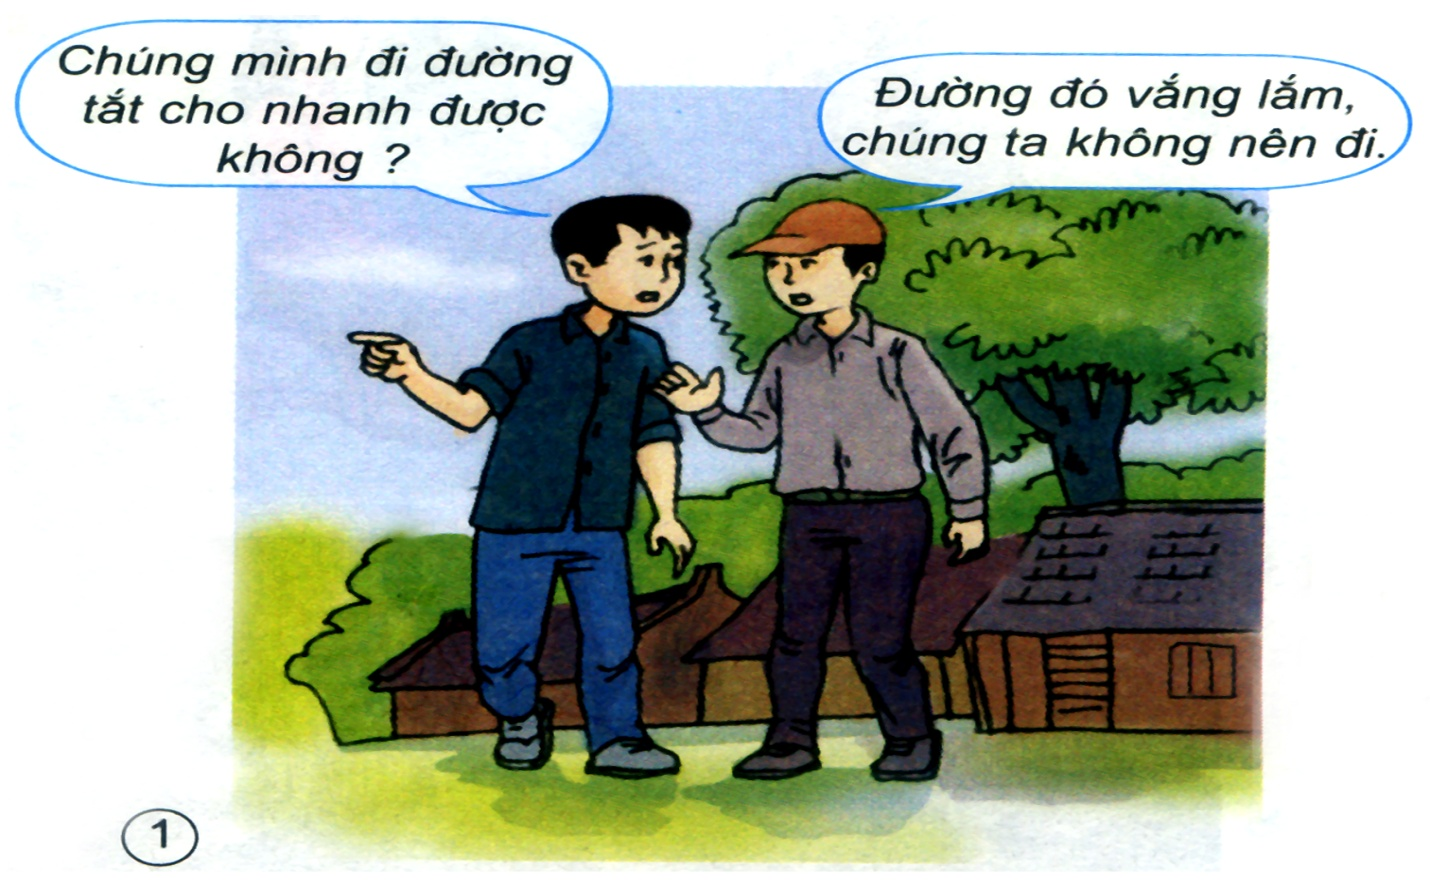 Chúng mình đi đường
tắt cho nhanh được
không ?
Đường đó vắng lắm,
chúng ta không nên đi.
1